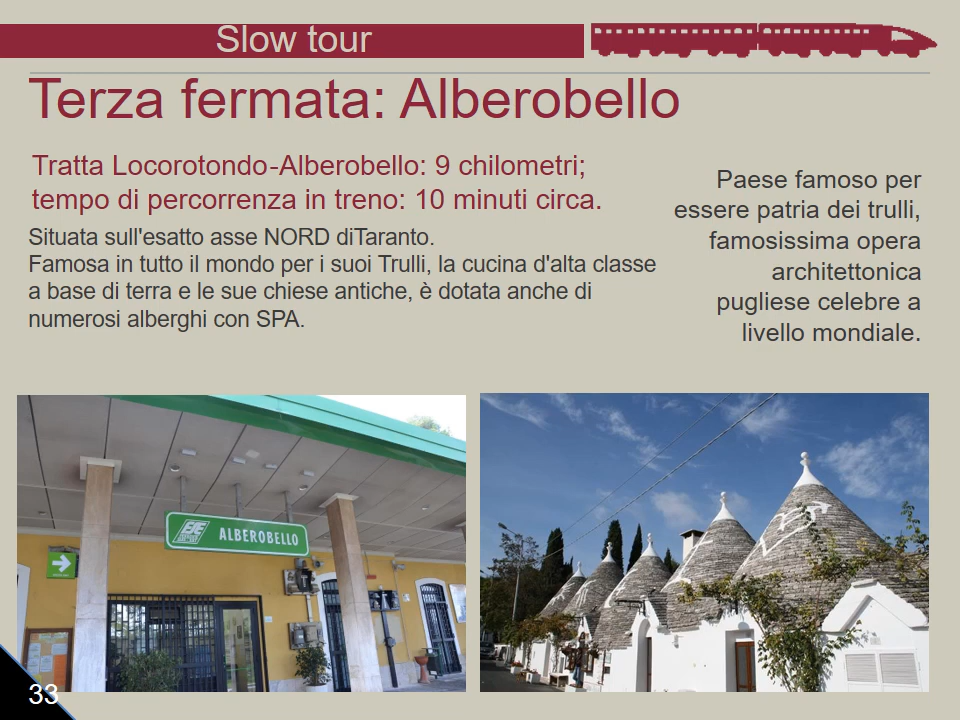 Slow tour
Terza fermata: Alberobello
Tratta Locorotondo-Alberobello: 9 chilometri;
tempo di percorrenza in treno: 10 minuti circa.
Situata sull'esatto asse NORD diTaranto.
Famosa in tutto il mondo per i suoi Trulli, la cucina d'alta classe
a base di terra e le sue chiese antiche, è dotata anche di
numerosi alberghi con SPA.
Paese famoso per
essere patria dei trulli,
famosissima opera
architettonica
pugliese celebre a
livello mondiale.
ALBEROBELLO
33